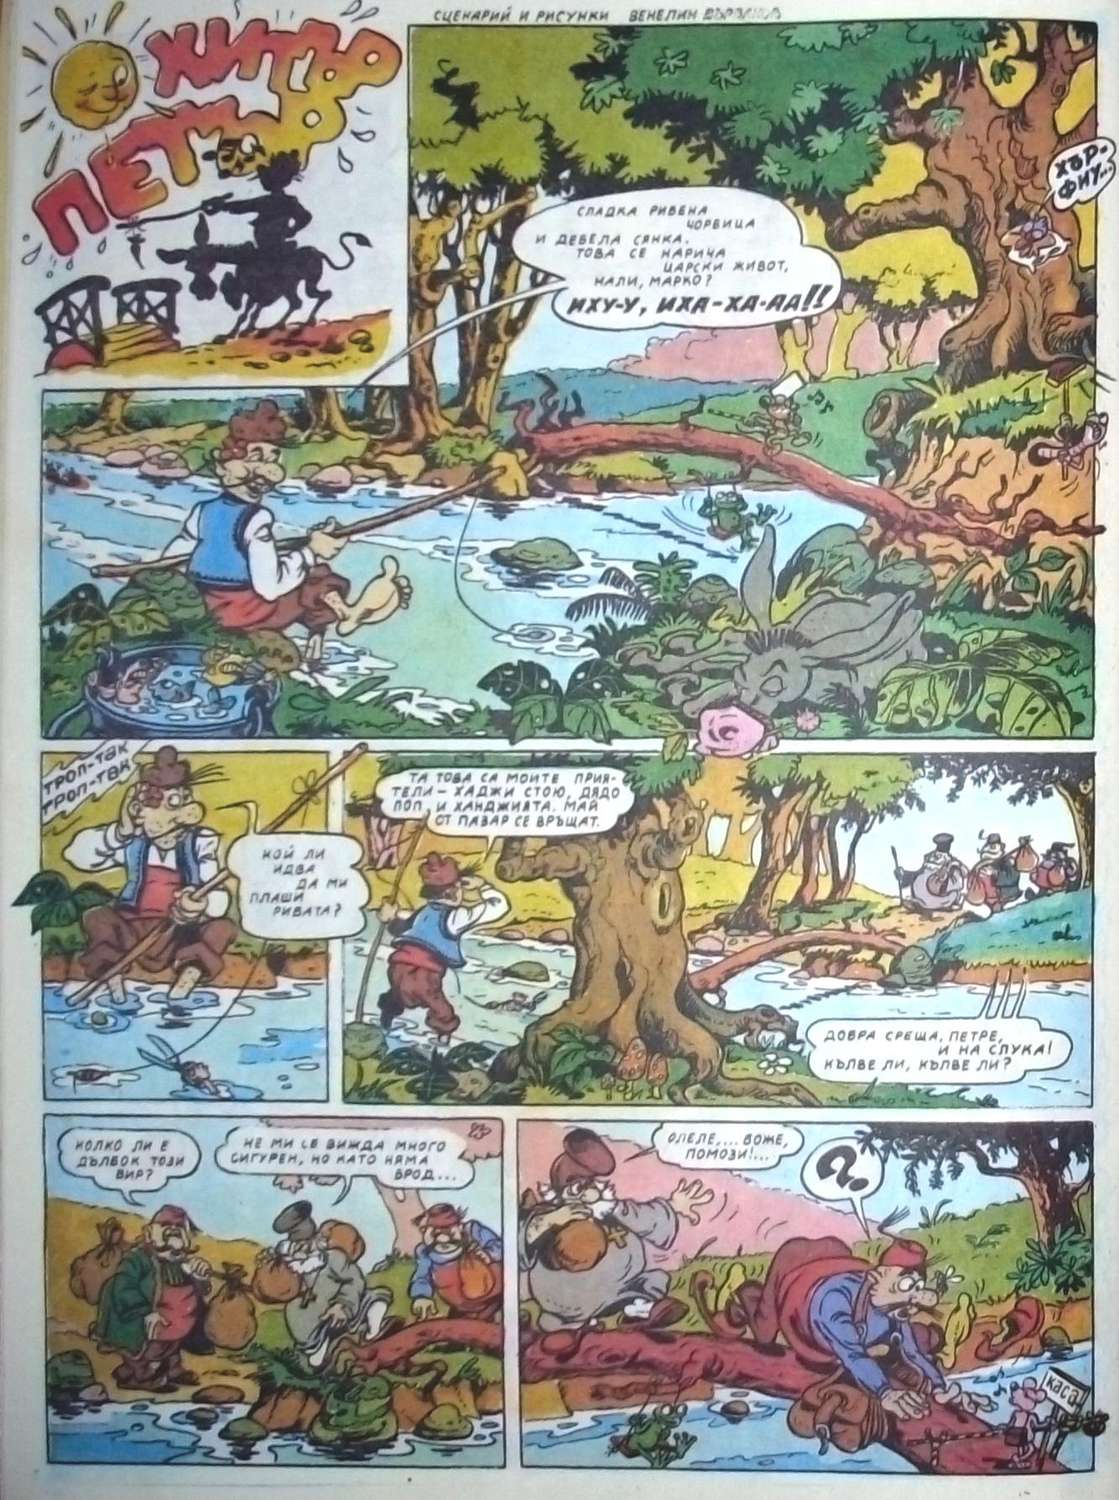 СЦЕНАРИЙ И РИСУНКИ ВЕНЕЛИН
ХИТЪР
ПЕТЪР
ХЪР-
ФИУ...
СЛАДКА РИБЕНА
ЧОРБИЦА
И ДЕБЕЛА СЯНКА.
ТОВА СЕ НАРИЧА
ЦАРСКИ ЖИВОТ,
НАЛИ, МАРКО?
ИХУ-У, ИХА-ХА-АА!!
ТРОП-ТАК
ТРОП-ТАК
КОЙ ЛИ
ИДВА
ДА МИ
ПЛАШИ
РИБАТА?
ТА ТОВА СА МОИТЕ ПРИЯ-
ТЕЛИ - ХАДЖИ СТОЮ, ДЯДО
ПОП, И ХАНДЖИЯТА. МАЙ
ОТ ПАЗАР СЕ ВРЪЩАТ.
ДОБРА СРЕЩА, ПЕТРЕ,
И НА СЛУКА!
КЪЛВЕ ЛИ, КЪЛВЕ ЛИ?
КОЛКО ЛИ Е
ДЪЛБОК ТОЗИ
ВИР?
НЕ МИ СЕ ВИЖДА МНОГО
СИГУРЕН, НО КАТО НЯМА
БРОД...
ОЛЕЛЕ,... БОЖЕ,
ПОМОЗИ!...
?
КАСА